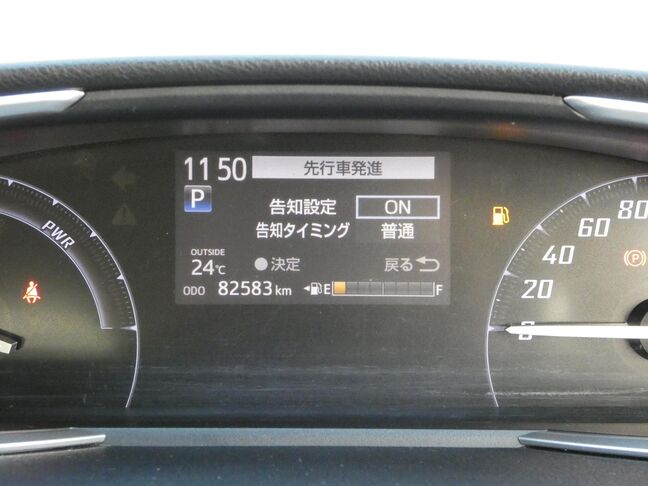 11 50 先行車発進
P
告知設定 ON
告知タイミング 普通
OUTSIDE
24℃ ●決定 戻る
ODO 82583 km E F
PWR
0
20
40
60
80
P